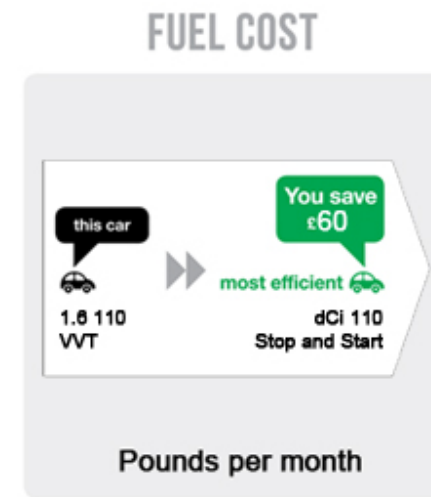 FUEL COST
You save
£60
this car
most efficient
1.6 110
VVT
dCi 110
Stop and Start
Pounds per month